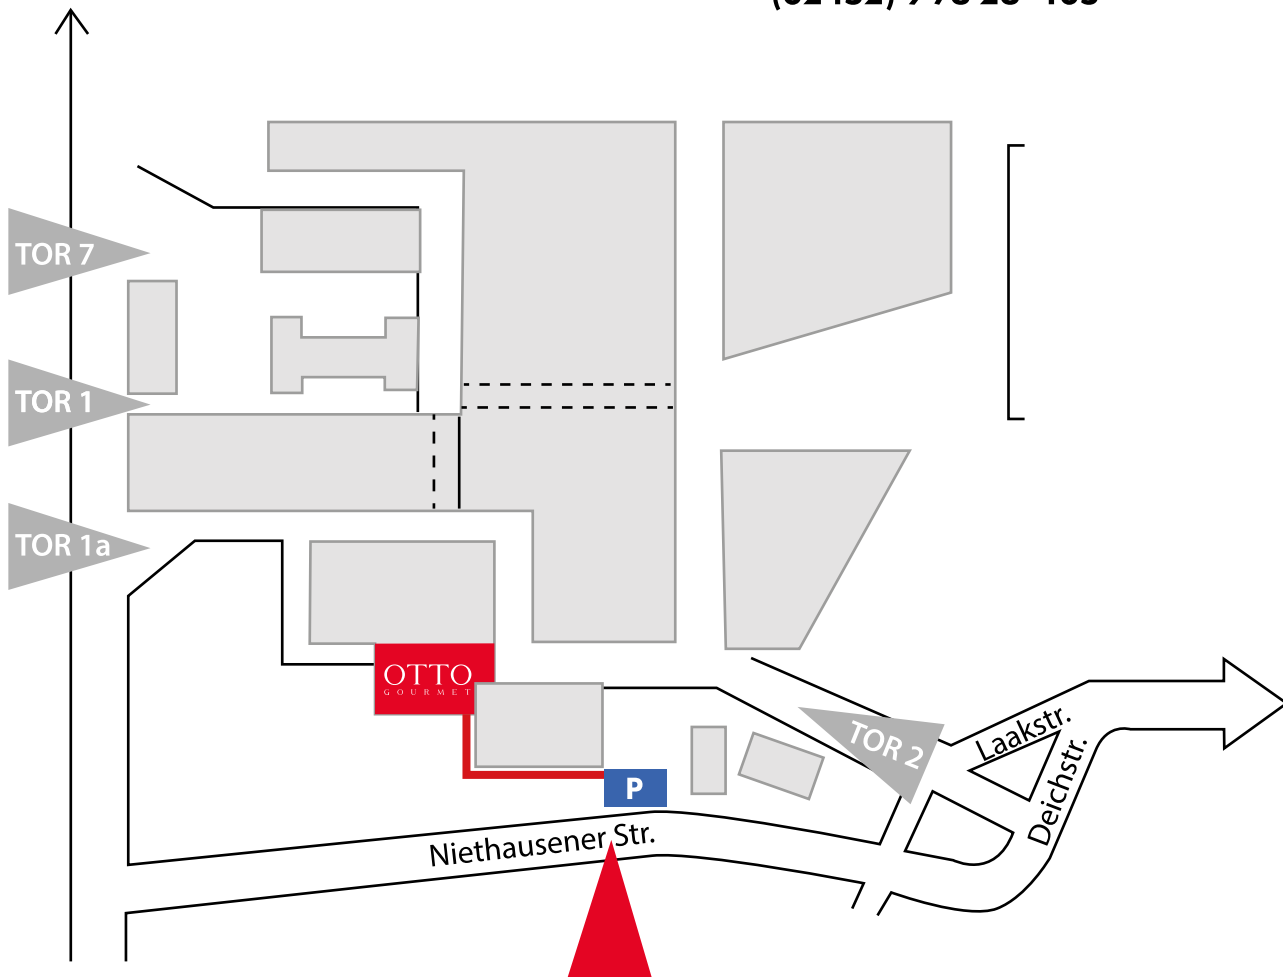 TOR 7
TOR 1
TOR 1a
OTTO
GOURMET
P
TOR 2
Laakstr.
Deichstr.
Niethausener Str.